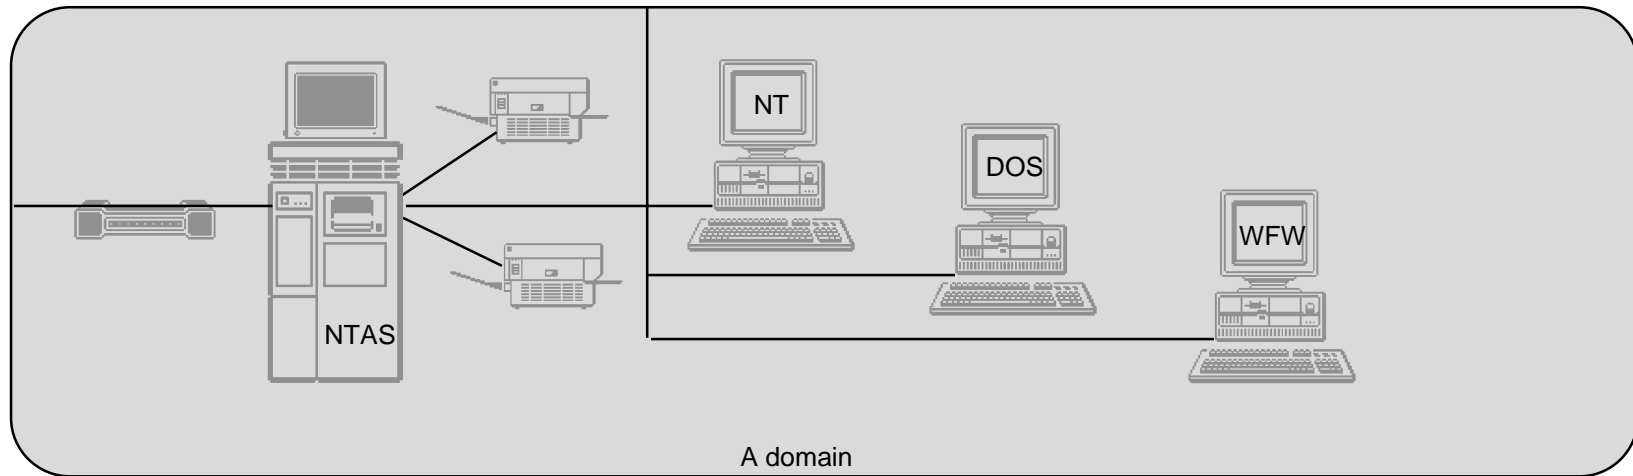 NT
DOS
WFW
NTAS
A domain